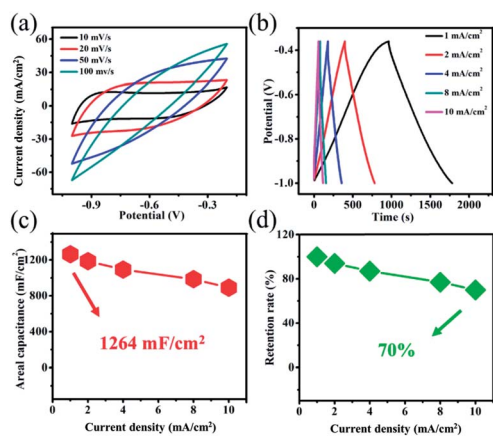 (a)
10 mV/s
20 mV/s
50 mV/s
100 mv/s
Current density (mA/cm²)
60
30
0
-30
-60
-0.9
-0.6
-0.3
Potential (V)
(b)
1 mA/cm²
2 mA/cm²
4 mA/cm²
8 mA/cm²
10 mA/cm²
Potential (V)
-0.4
-0.6
-0.8
-1.0
0
400
800
1200
1600
2000
Time (s)
(c)
Areal capacitance (mF/cm²)
1200
800
400
0
1264 mF/cm²
0
2
4
6
8
10
Current density (mA/cm²)
(d)
Retention rate (%)
120
80
40
0
70%
0
2
4
6
8
10
Current density (mA/cm²)